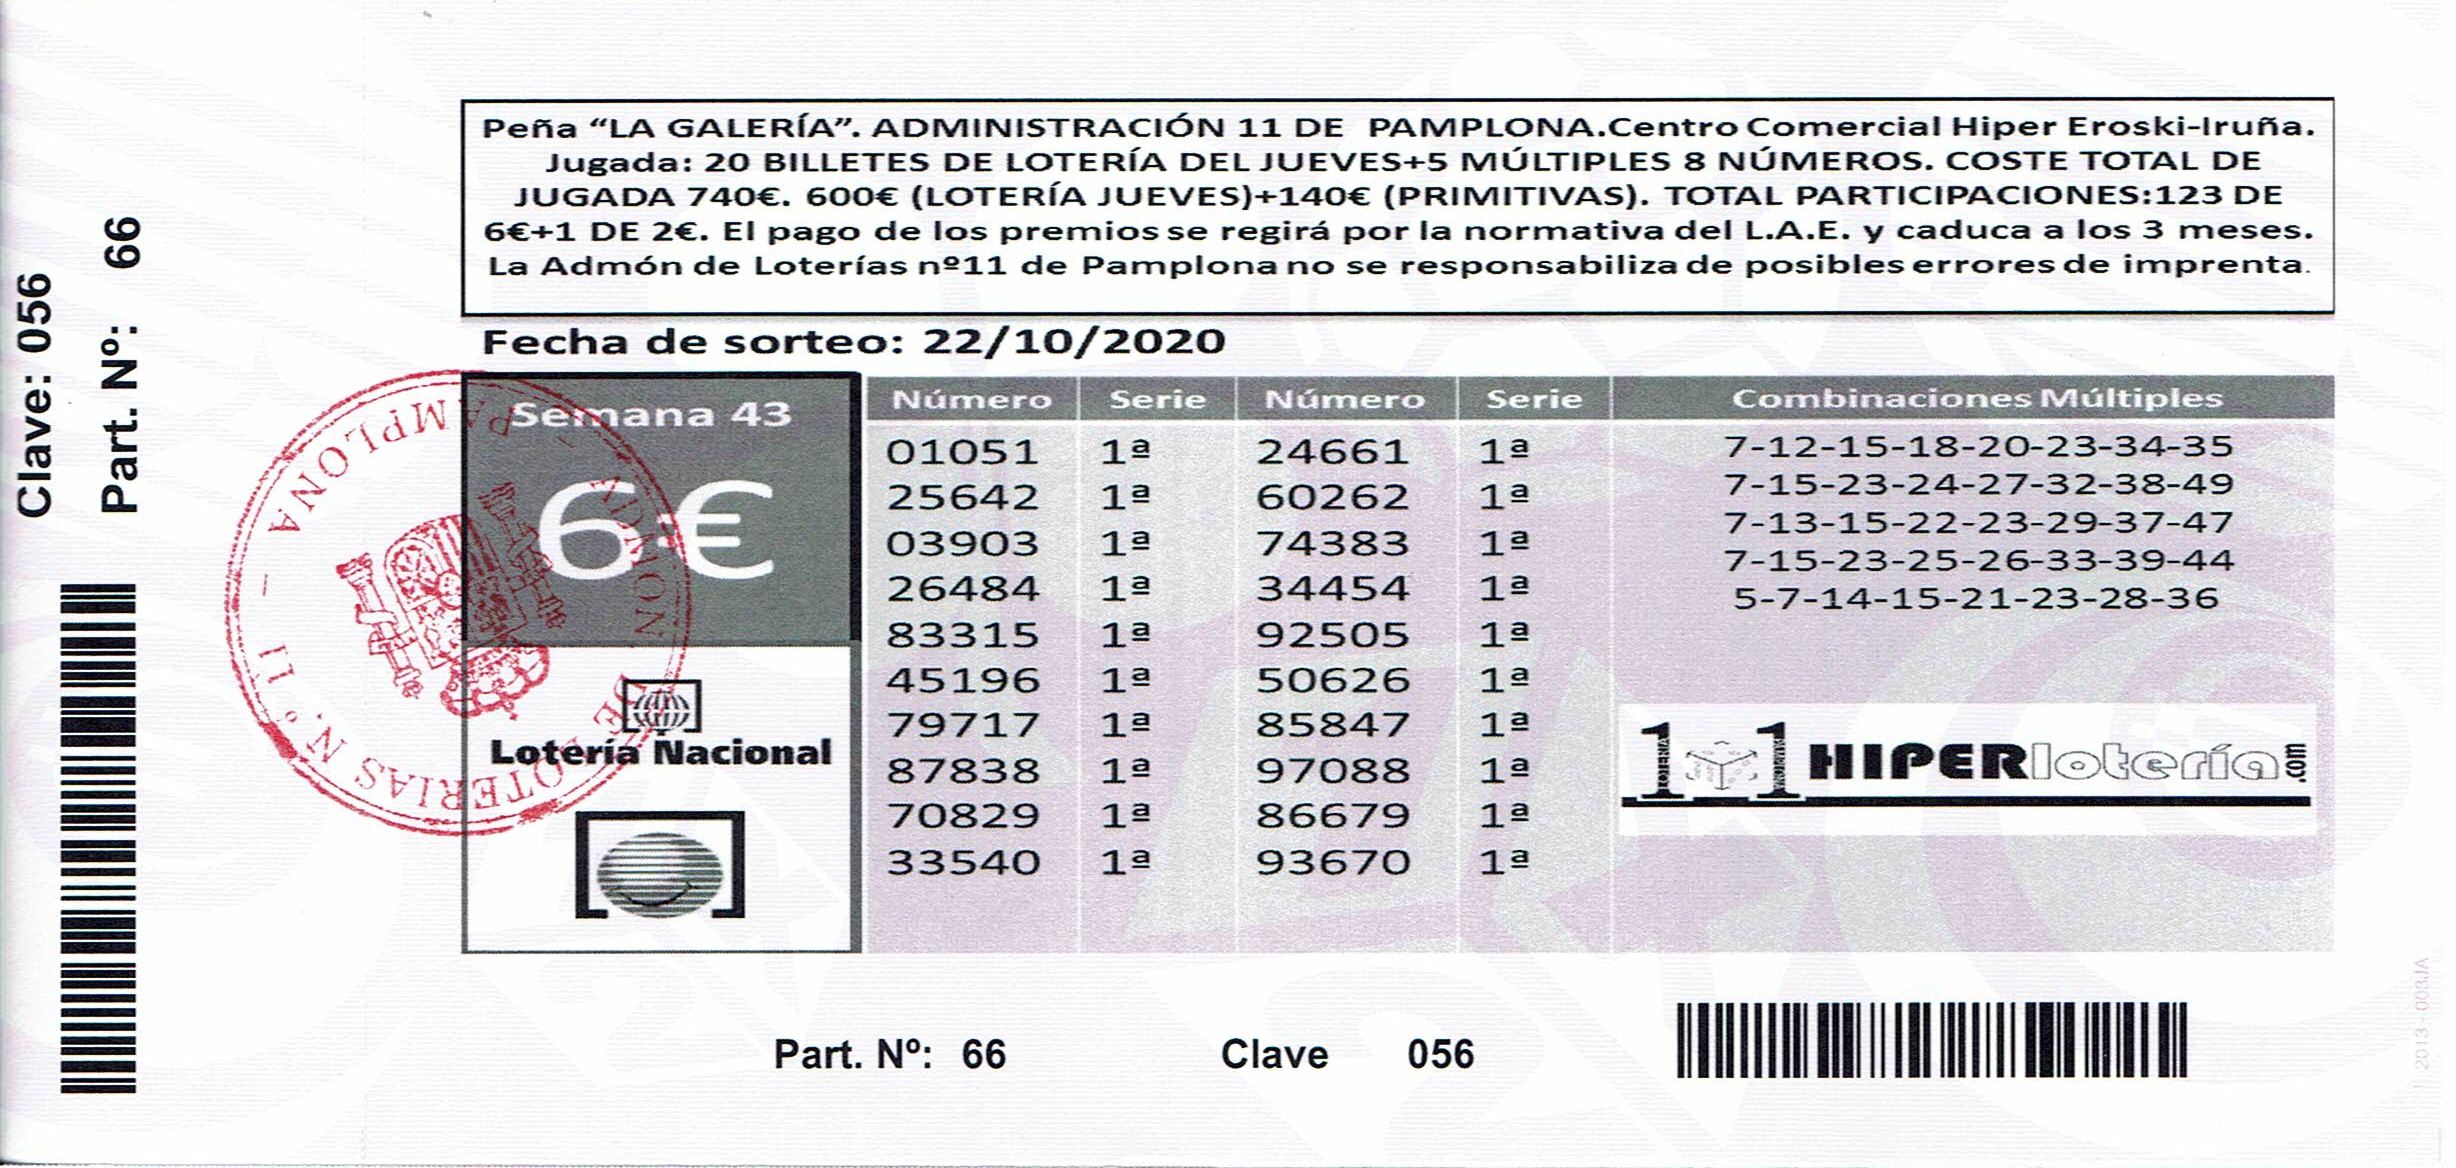 Peña “LA GALERÍA”. ADMINISTRACIÓN 11 DE PAMPLONA.Centro Comercial Hiper Eroski-Iruña.
Jugada: 20 BILLETES DE LOTERÍA DEL JUEVES+5 MÚLTIPLES 8 NÚMEROS. COSTE TOTAL DE
JUGADA 740€. 600€ (LOTERÍA JUEVES)+140€ (PRIMITIVAS). TOTAL PARTICIPACIONES:123 DE
6€+1 DE 2€. El pago de los premios se regirá por la normativa del L.A.E. y caduca a los 3 meses.
La Admón de Loterías nº11 de Pamplona no se responsabiliza de posibles errores de imprenta.
Clave: 056
Part. Nº: 66
Fecha de sorteo: 22/10/2020
Semana 43
6 €
ADMON. DE LOTERIAS N.º 11 - PAMPLONA -
Lotería Nacional
Número Serie Número Serie Combinaciones Múltiples
01051 1ª 24661 1ª 7-12-15-18-20-23-34-35
25642 1ª 60262 1ª 7-15-23-24-27-32-38-49
03903 1ª 74383 1ª 7-13-15-22-23-29-37-47
26484 1ª 34454 1ª 7-15-23-25-26-33-39-44
83315 1ª 92505 1ª 5-7-14-15-21-23-28-36
45196 1ª 50626 1ª
79717 1ª 85847 1ª
87838 1ª 97088 1ª
70829 1ª 86679 1ª
33540 1ª 93670 1ª
11 HIPERlotería.com
Part. Nº: 66 Clave 056
2013 - 003JA